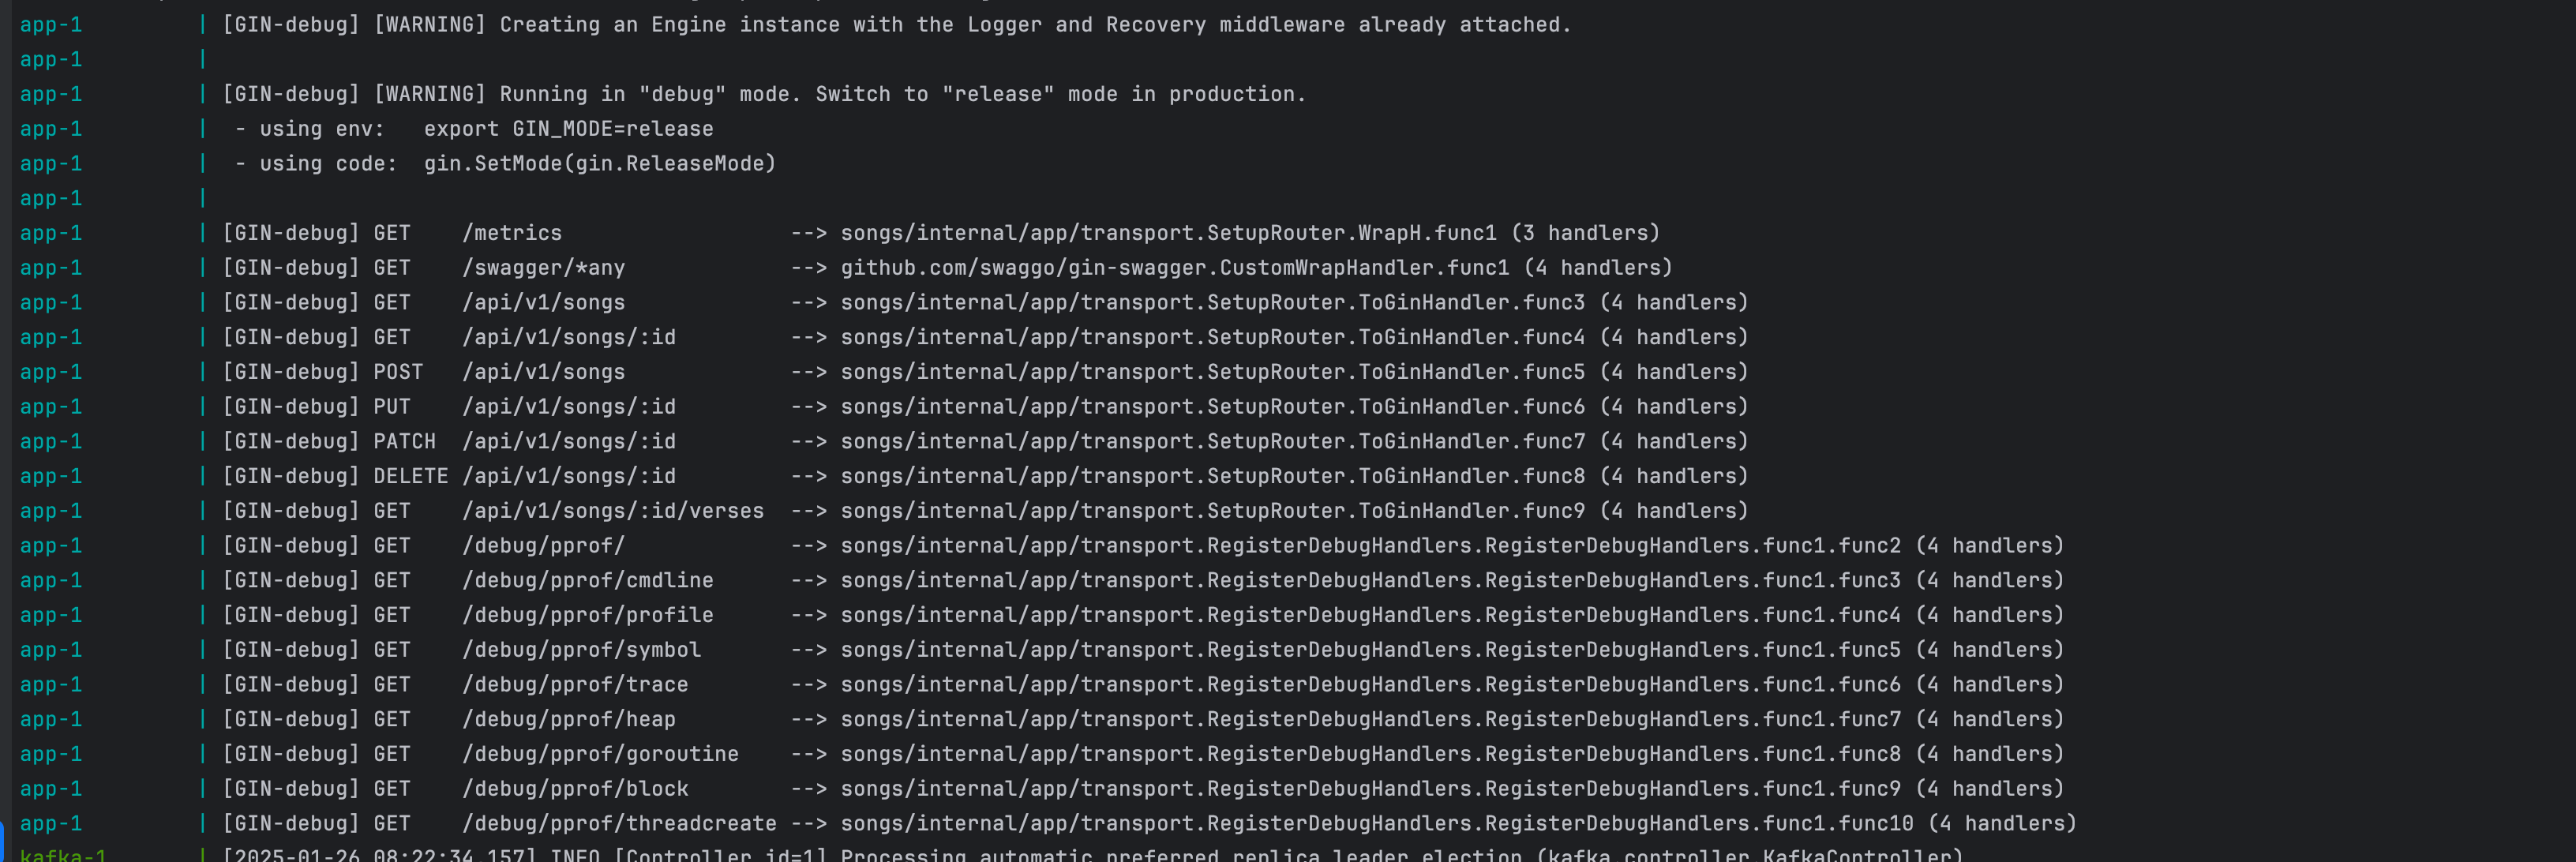 app-1         | [GIN-debug] [WARNING] Creating an Engine instance with the Logger and Recovery middleware already attached.
app-1         |
app-1         | [GIN-debug] [WARNING] Running in "debug" mode. Switch to "release" mode in production.
app-1         |  - using env:   export GIN_MODE=release
app-1         |  - using code:  gin.SetMode(gin.ReleaseMode)
app-1         |
app-1         | [GIN-debug] GET    /metrics                  --> songs/internal/app/transport.SetupRouter.WrapH.func1 (3 handlers)
app-1         | [GIN-debug] GET    /swagger/*any             --> github.com/swaggo/gin-swagger.CustomWrapHandler.func1 (4 handlers)
app-1         | [GIN-debug] GET    /api/v1/songs             --> songs/internal/app/transport.SetupRouter.ToGinHandler.func3 (4 handlers)
app-1         | [GIN-debug] GET    /api/v1/songs/:id         --> songs/internal/app/transport.SetupRouter.ToGinHandler.func4 (4 handlers)
app-1         | [GIN-debug] POST   /api/v1/songs             --> songs/internal/app/transport.SetupRouter.ToGinHandler.func5 (4 handlers)
app-1         | [GIN-debug] PUT    /api/v1/songs/:id         --> songs/internal/app/transport.SetupRouter.ToGinHandler.func6 (4 handlers)
app-1         | [GIN-debug] PATCH  /api/v1/songs/:id         --> songs/internal/app/transport.SetupRouter.ToGinHandler.func7 (4 handlers)
app-1         | [GIN-debug] DELETE /api/v1/songs/:id         --> songs/internal/app/transport.SetupRouter.ToGinHandler.func8 (4 handlers)
app-1         | [GIN-debug] GET    /api/v1/songs/:id/verses  --> songs/internal/app/transport.SetupRouter.ToGinHandler.func9 (4 handlers)
app-1         | [GIN-debug] GET    /debug/pprof/             --> songs/internal/app/transport.RegisterDebugHandlers.RegisterDebugHandlers.func1.func2 (4 handlers)
app-1         | [GIN-debug] GET    /debug/pprof/cmdline      --> songs/internal/app/transport.RegisterDebugHandlers.RegisterDebugHandlers.func1.func3 (4 handlers)
app-1         | [GIN-debug] GET    /debug/pprof/profile      --> songs/internal/app/transport.RegisterDebugHandlers.RegisterDebugHandlers.func1.func4 (4 handlers)
app-1         | [GIN-debug] GET    /debug/pprof/symbol       --> songs/internal/app/transport.RegisterDebugHandlers.RegisterDebugHandlers.func1.func5 (4 handlers)
app-1         | [GIN-debug] GET    /debug/pprof/trace        --> songs/internal/app/transport.RegisterDebugHandlers.RegisterDebugHandlers.func1.func6 (4 handlers)
app-1         | [GIN-debug] GET    /debug/pprof/heap         --> songs/internal/app/transport.RegisterDebugHandlers.RegisterDebugHandlers.func1.func7 (4 handlers)
app-1         | [GIN-debug] GET    /debug/pprof/goroutine    --> songs/internal/app/transport.RegisterDebugHandlers.RegisterDebugHandlers.func1.func8 (4 handlers)
app-1         | [GIN-debug] GET    /debug/pprof/block        --> songs/internal/app/transport.RegisterDebugHandlers.RegisterDebugHandlers.func1.func9 (4 handlers)
app-1         | [GIN-debug] GET    /debug/pprof/threadcreate --> songs/internal/app/transport.RegisterDebugHandlers.RegisterDebugHandlers.func1.func10 (4 handlers)
kafka-1       | [2025-01-26 08:22:34,157] INFO [Controller id=1] Processing automatic preferred replica leader election (kafka.controller.KafkaController)